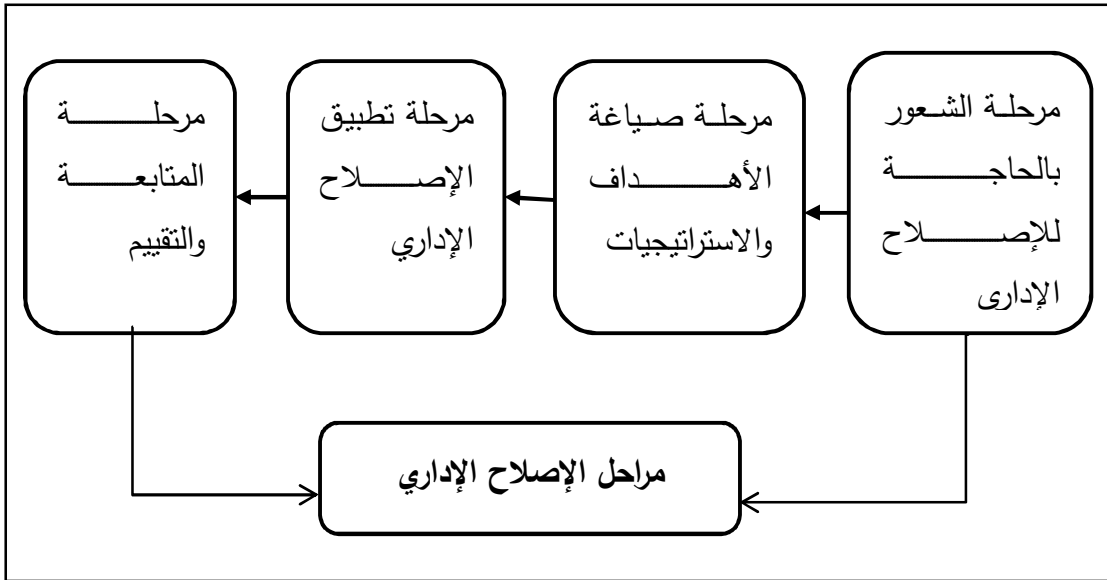 مرحلة الشعور
بالحاجة
للإصلاح
الإدارى
مرحلة صياغة
الأهداف
والاستراتيجيات
مرحلة تطبيق
الإصلاح
الإداري
مرحلة
المتابعة
والتقييم
مراحل الإصلاح الإداري